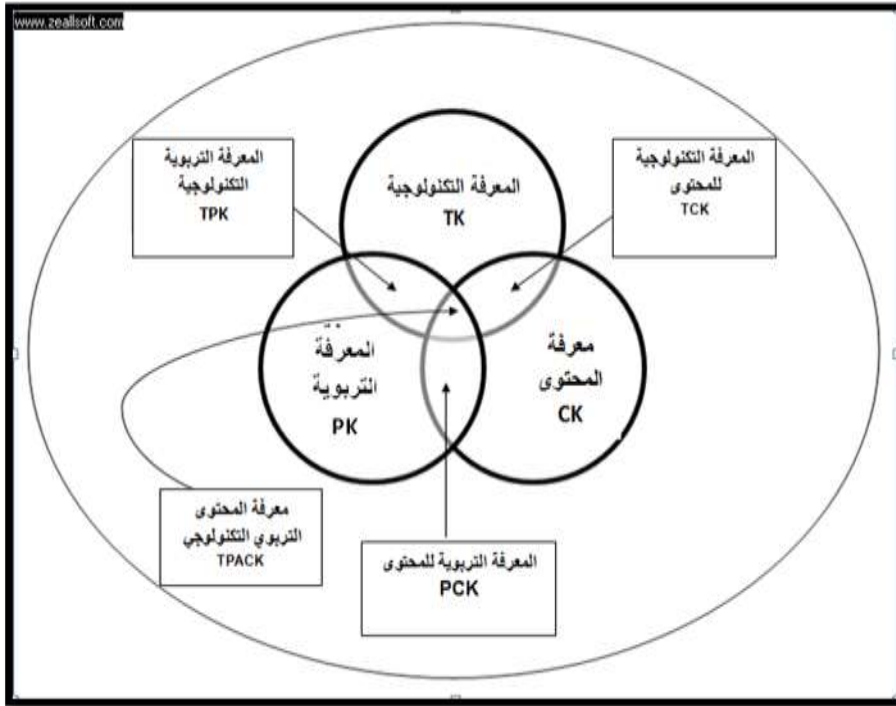 www.zeallsoft.com
المعرفة التربوية
التكنولوجية
TPK
المعرفة التكنولوجية
TK
المعرفة التكنولوجية
للمحتوى
TCK
المعرفة
التربوية
PK
معرفة
المحتوى
CK
معرفة المحتوى
التربوي التكنولوجي
TPACK
المعرفة التربوية للمحتوى
PCK